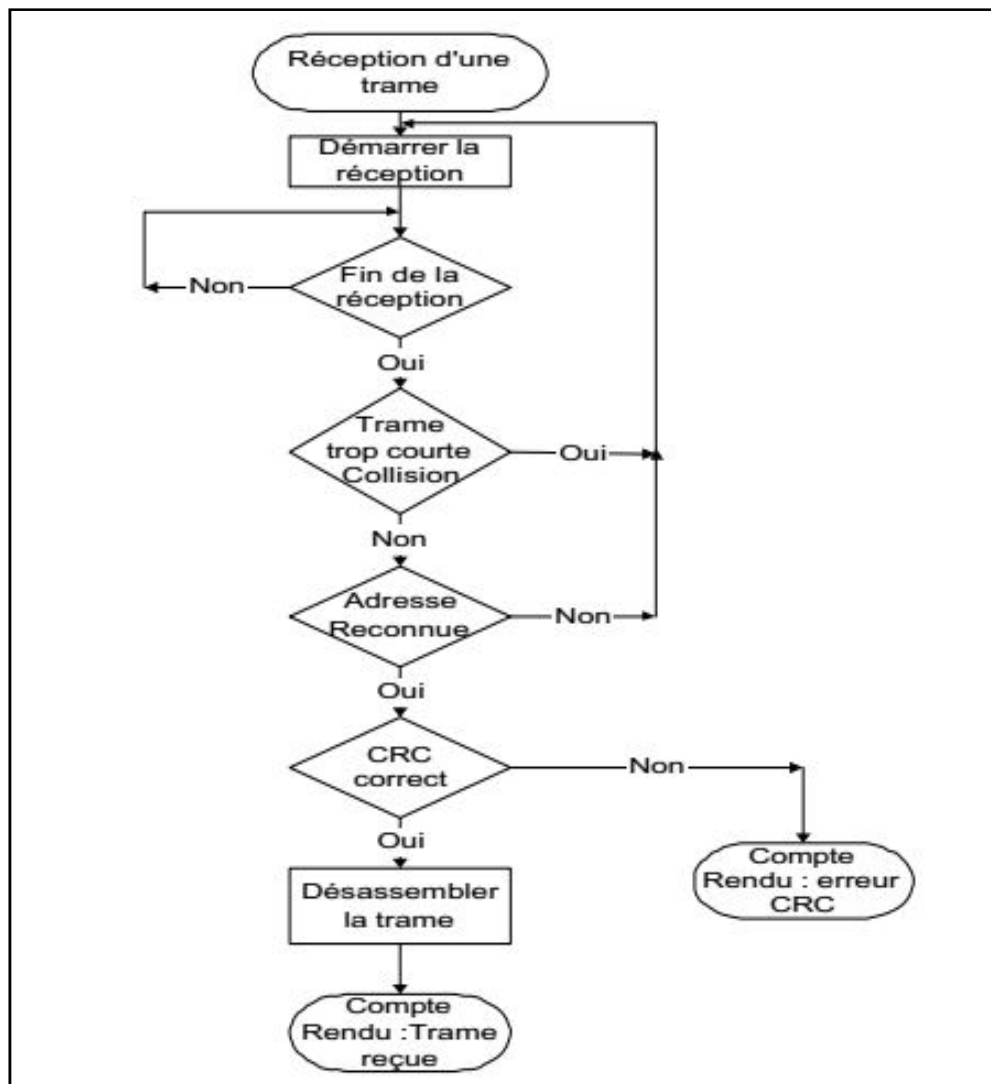 Réception d'une
trame
Démarrer la
réception
Fin de la
réception
Non
Oui
Trame
trop courte
Collision
Oui
Non
Adresse
Reconnue
Non
Oui
CRC
correct
Non
Oui
Désassembler
la trame
Compte
Rendu : erreur
CRC
Compte
Rendu :Trame
reçue